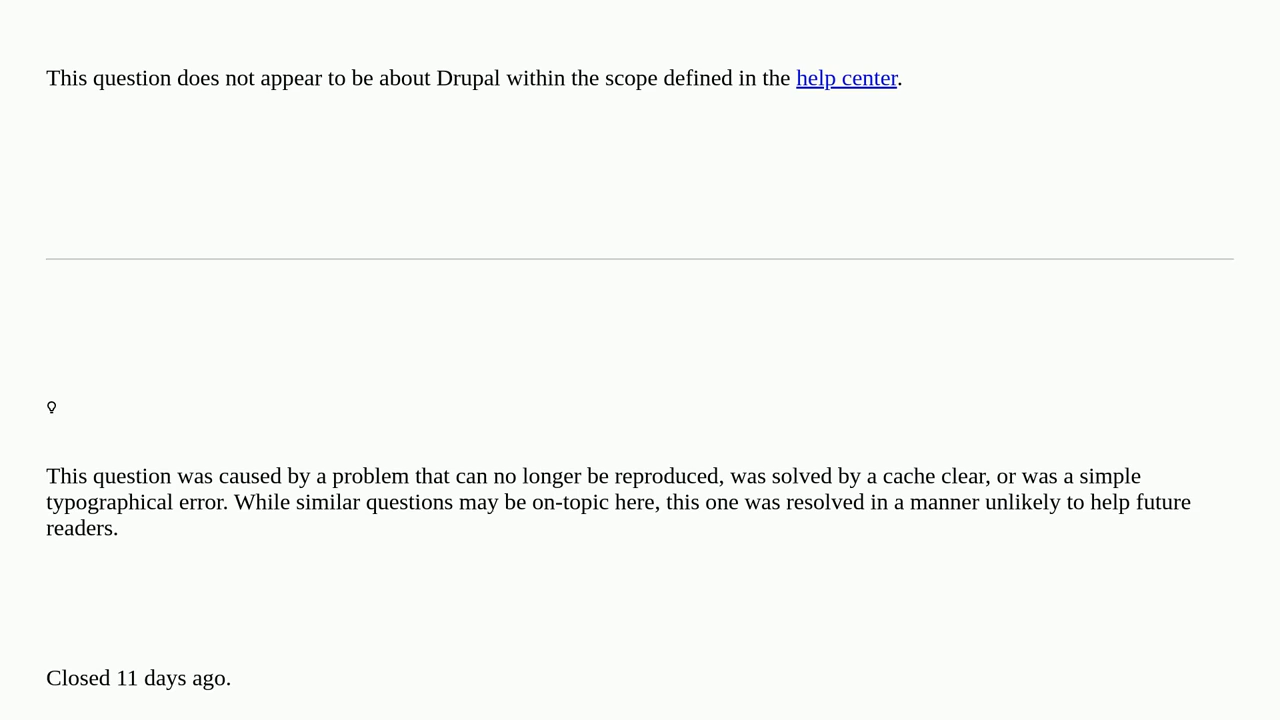 This question does not appear to be about Drupal within the scope defined in the help center.
This question was caused by a problem that can no longer be reproduced, was solved by a cache clear, or was a simple
typographical error. While similar questions may be on-topic here, this one was resolved in a manner unlikely to help future
readers.
Closed 11 days ago.